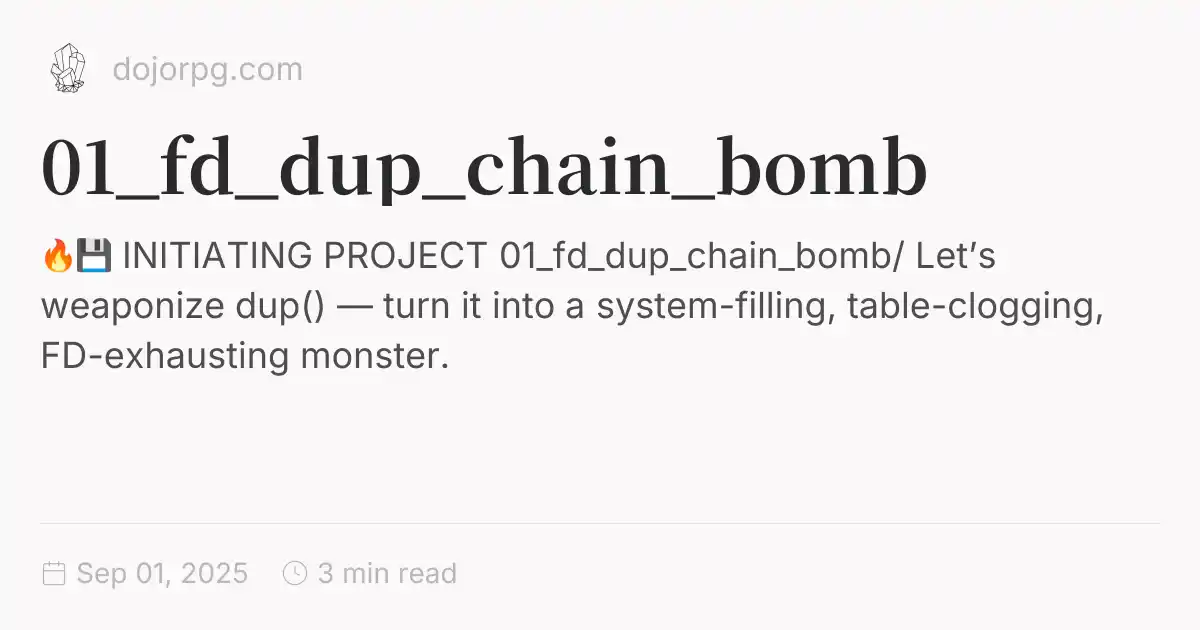 dojorpg.com
01_fd_dup_chain_bomb
🔥💾 INITIATING PROJECT 01_fd_dup_chain_bomb/ Let’s
weaponize dup() — turn it into a system-filling, table-clogging,
FD-exhausting monster.
Sep 01, 2025 3 min read